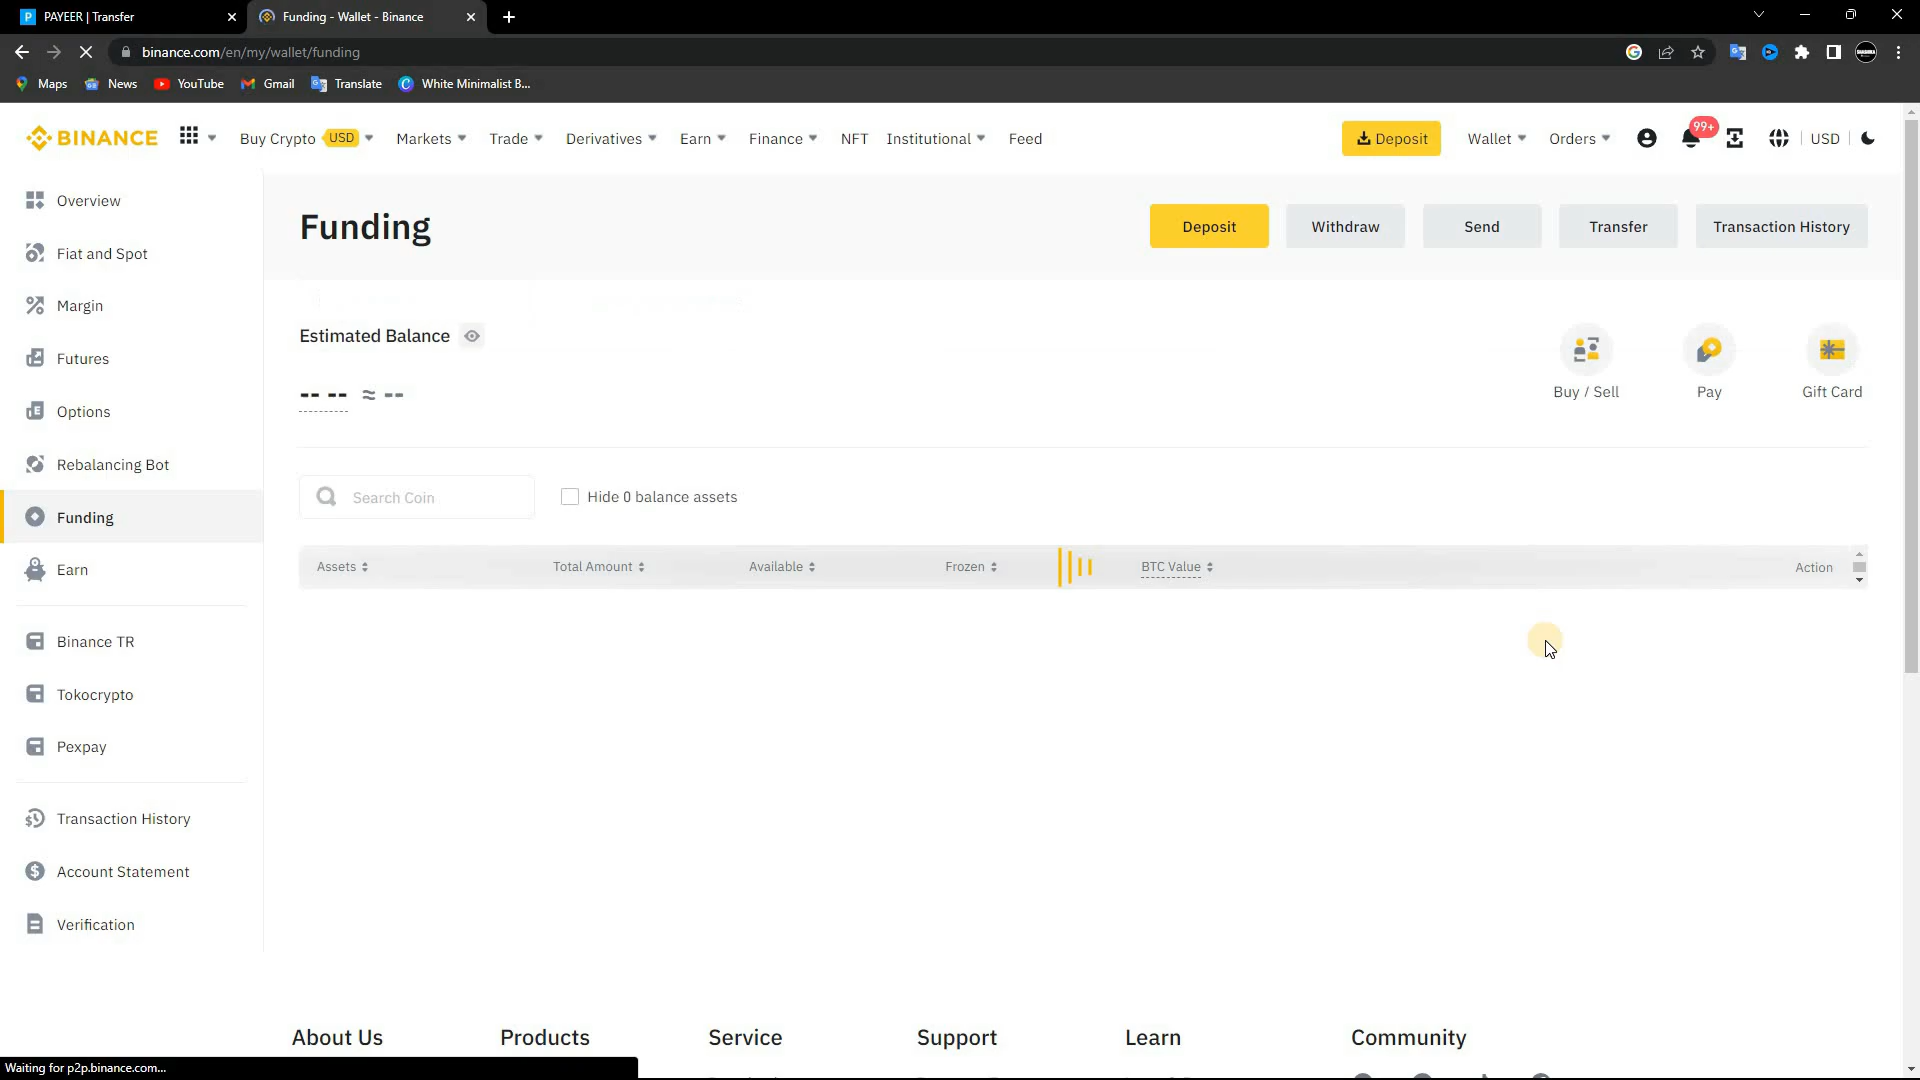 PAYEER | Transfer
Funding - Wallet - Binance
binance.com/en/my/wallet/funding
Maps
News
YouTube
Gmail
Translate
White Minimalist B...
BINANCE
Buy Crypto USD
Markets
Trade
Derivatives
Earn
Finance
NFT
Institutional
Feed
Deposit
Wallet
Orders
99+
USD
Overview
Fiat and Spot
Margin
Futures
Options
Rebalancing Bot
Funding
Earn
Binance TR
Tokocrypto
Pexpay
Transaction History
Account Statement
Verification
Funding
Deposit
Withdraw
Send
Transfer
Transaction History
Estimated Balance
-- -- ≈ --
Buy / Sell
Pay
Gift Card
Search Coin
Hide 0 balance assets
Assets
Total Amount
Available
Frozen
BTC Value
Action
About Us
Products
Service
Support
Learn
Community
Waiting for p2p.binance.com...